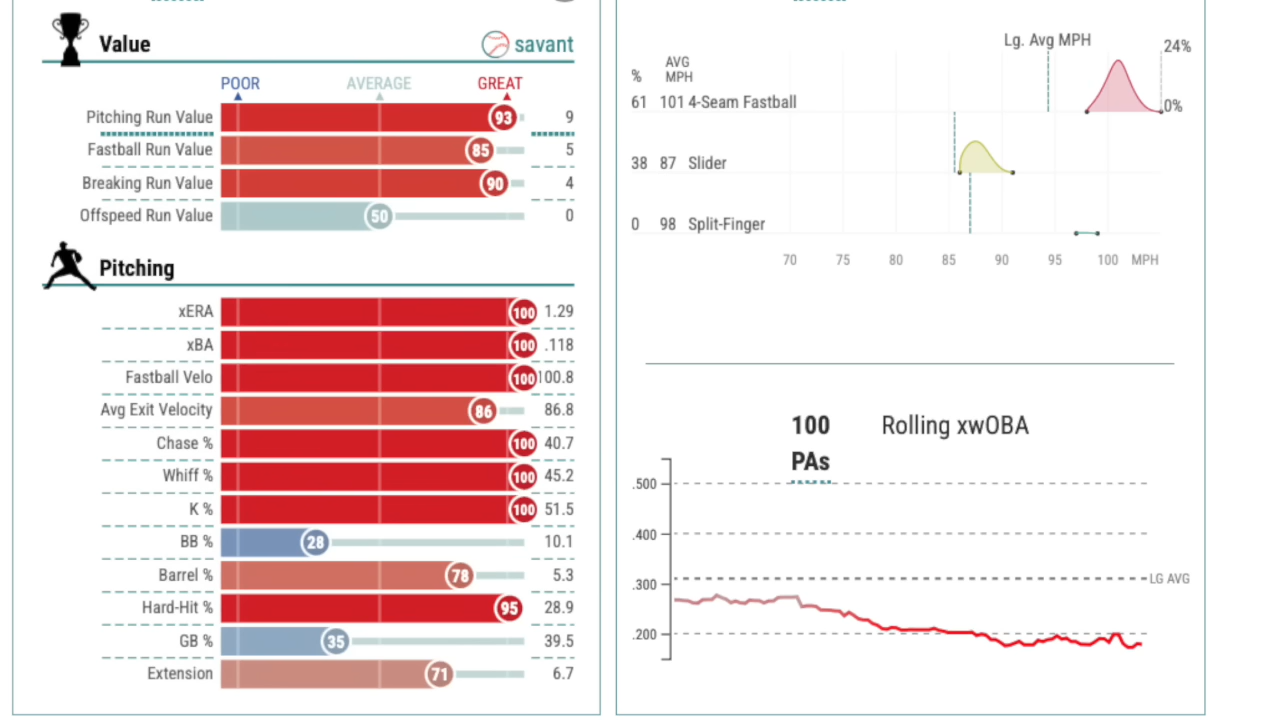 Value
savant
POOR AVERAGE GREAT
Pitching Run Value 93 9
Fastball Run Value 85 5
Breaking Run Value 90 4
Offspeed Run Value 50 0
Pitching
xERA 100 1.29
xBA 100 .118
Fastball Velo 100 100.8
Avg Exit Velocity 86 86.8
Chase % 100 40.7
Whiff % 100 45.2
K % 100 51.5
BB % 28 10.1
Barrel % 78 5.3
Hard-Hit % 95 28.9
GB % 35 39.5
Extension 71 6.7
Lg. Avg MPH
24%
AVG
% MPH
61 101 4-Seam Fastball
0%
38 87 Slider
0 98 Split-Finger
70 75 80 85 90 95 100 MPH
100 Rolling xwOBA
PAs
.500
.400
.300
LG AVG
.200